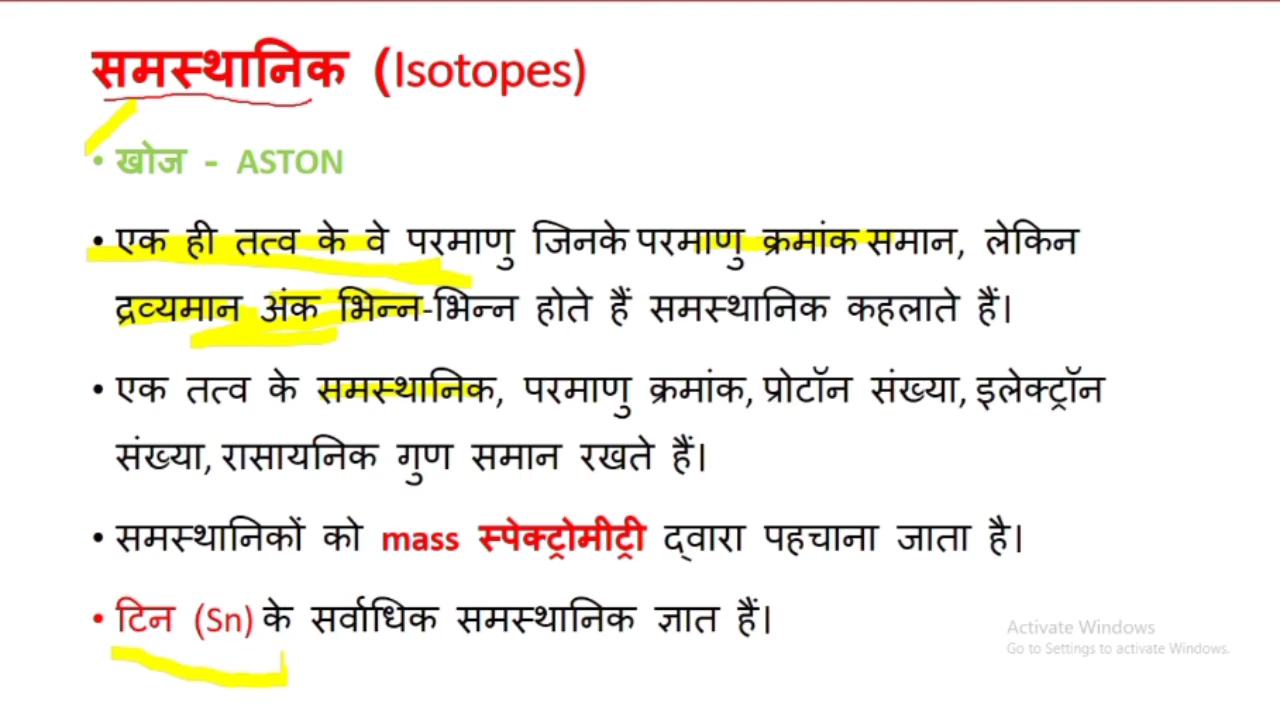 समस्थानिक (Isotopes)
• खोज - ASTON
• एक ही तत्व के वे परमाणु जिनके परमाणु क्रमांक समान, लेकिन
द्रव्यमान अंक भिन्न-भिन्न होते हैं समस्थानिक कहलाते हैं।
• एक तत्व के समस्थानिक, परमाणु क्रमांक, प्रोटॉन संख्या, इलेक्ट्रॉन
संख्या, रासायनिक गुण समान रखते हैं।
• समस्थानिकों को mass स्पेक्ट्रोमीट्री द्वारा पहचाना जाता है।
• टिन (Sn) के सर्वाधिक समस्थानिक ज्ञात हैं।
Activate Windows
Go to Settings to activate Windows.